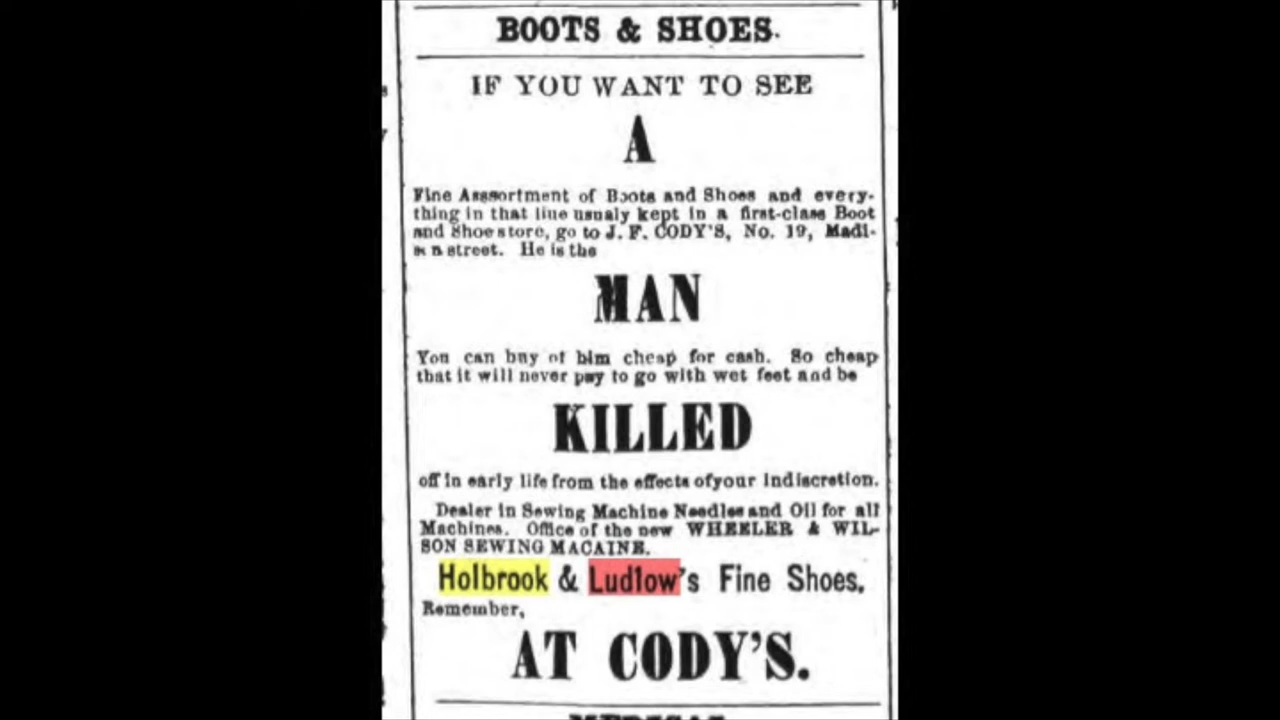 BOOTS & SHOES.
IF YOU WANT TO SEE
A
Fine Asssortment of Boots and Shoes and every-
thing in that line usualy kept in a first-class Boot
and Shoe store, go to J. F. CODY'S, No. 19, Madi-
s n street. He is the
MAN
You can buy of him cheap for cash. So cheap
that it will never pay to go with wet feet and be
KILLED
off in early life from the effects of your indiscretion.
Dealer in Sewing Machine Needles and Oil for all
Machines. Office of the new WHEELER & WIL-
SON SEWING MACAINE.
Holbrook & Ludlow's Fine Shoes.
Remember,
AT CODY'S.
MEDICAL